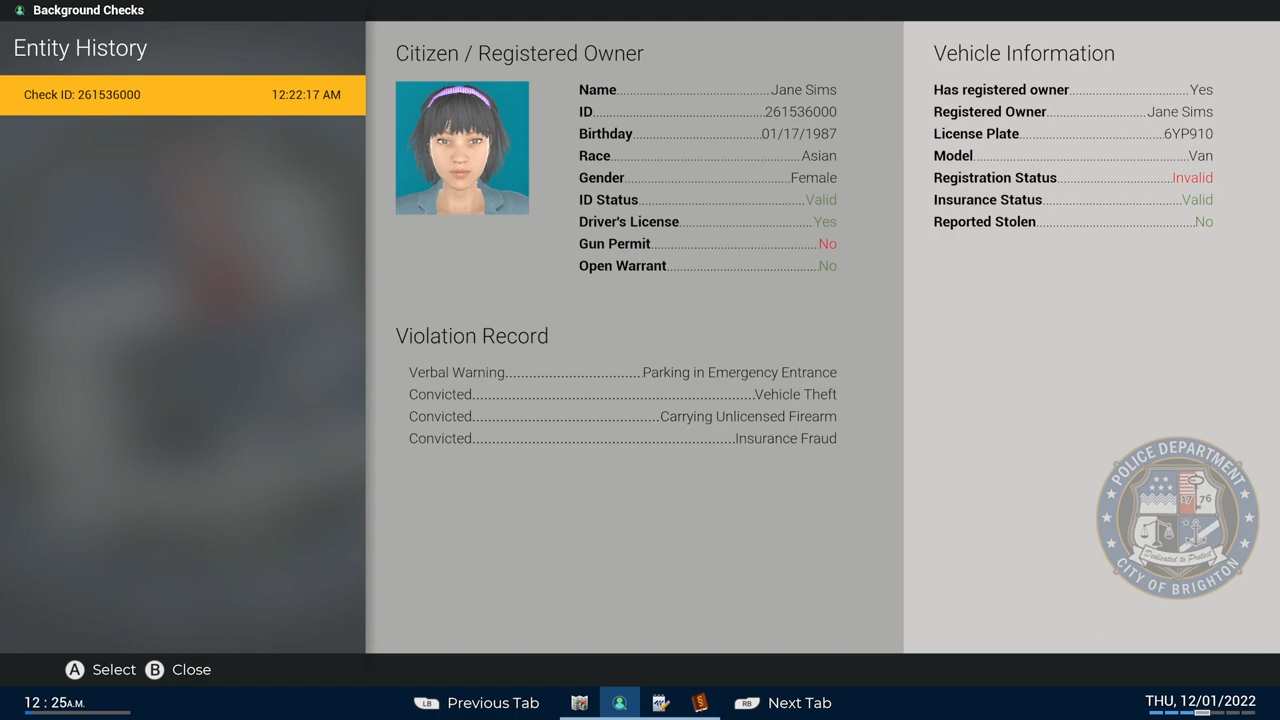 Background Checks
Entity History
Check ID: 261536000 12:22:17 AM
Citizen / Registered Owner
Name Jane Sims
ID 261536000
Birthday 01/17/1987
Race Asian
Gender Female
ID Status Valid
Driver's License Yes
Gun Permit No
Open Warrant No
Violation Record
Verbal Warning Parking in Emergency Entrance
Convicted Vehicle Theft
Convicted Carrying Unlicensed Firearm
Convicted Insurance Fraud
Vehicle Information
Has registered owner Yes
Registered Owner Jane Sims
License Plate 6YP910
Model Van
Registration Status Invalid
Insurance Status Valid
Reported Stolen No
POLICE DEPARTMENT
17 76
Dedicated to Protect
CITY OF BRIGHTON
A Select B Close
12 : 25 A.M.
LB Previous Tab
RB Next Tab
THU, 12/01/2022